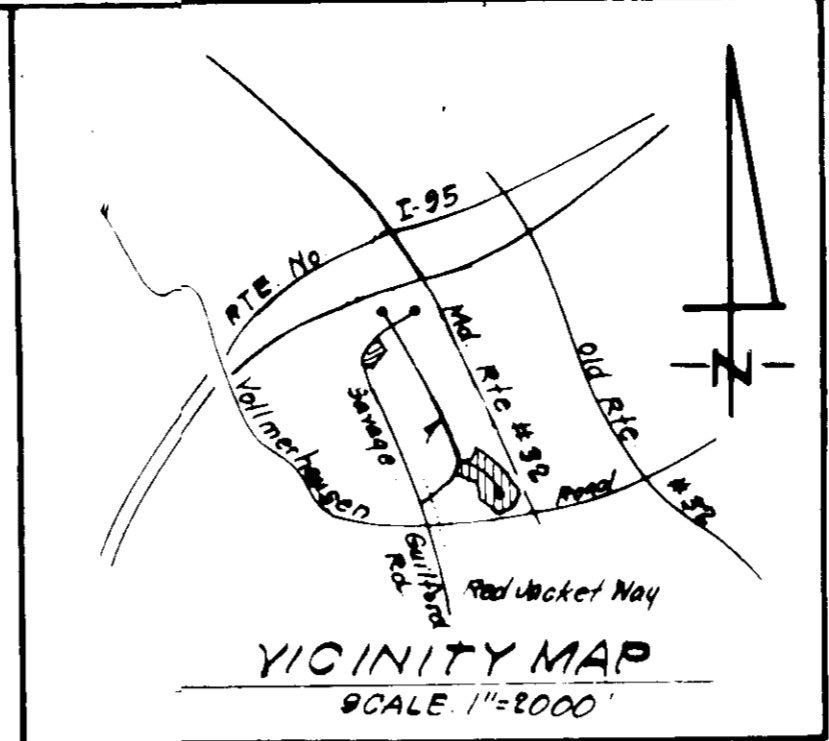 RTE. No. I-95
Md. Rte # 32
Old Rte # 32
Vollmerhausen Road
Savage Guilford Rd
Red Jacket Way
N
VICINITY MAP
SCALE. 1"=2000'